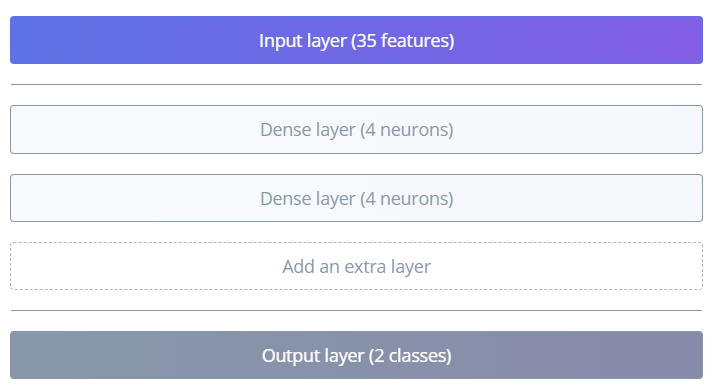 Input layer (35 features)
Dense layer (4 neurons)
Dense layer (4 neurons)
Add an extra layer
Output layer (2 classes)